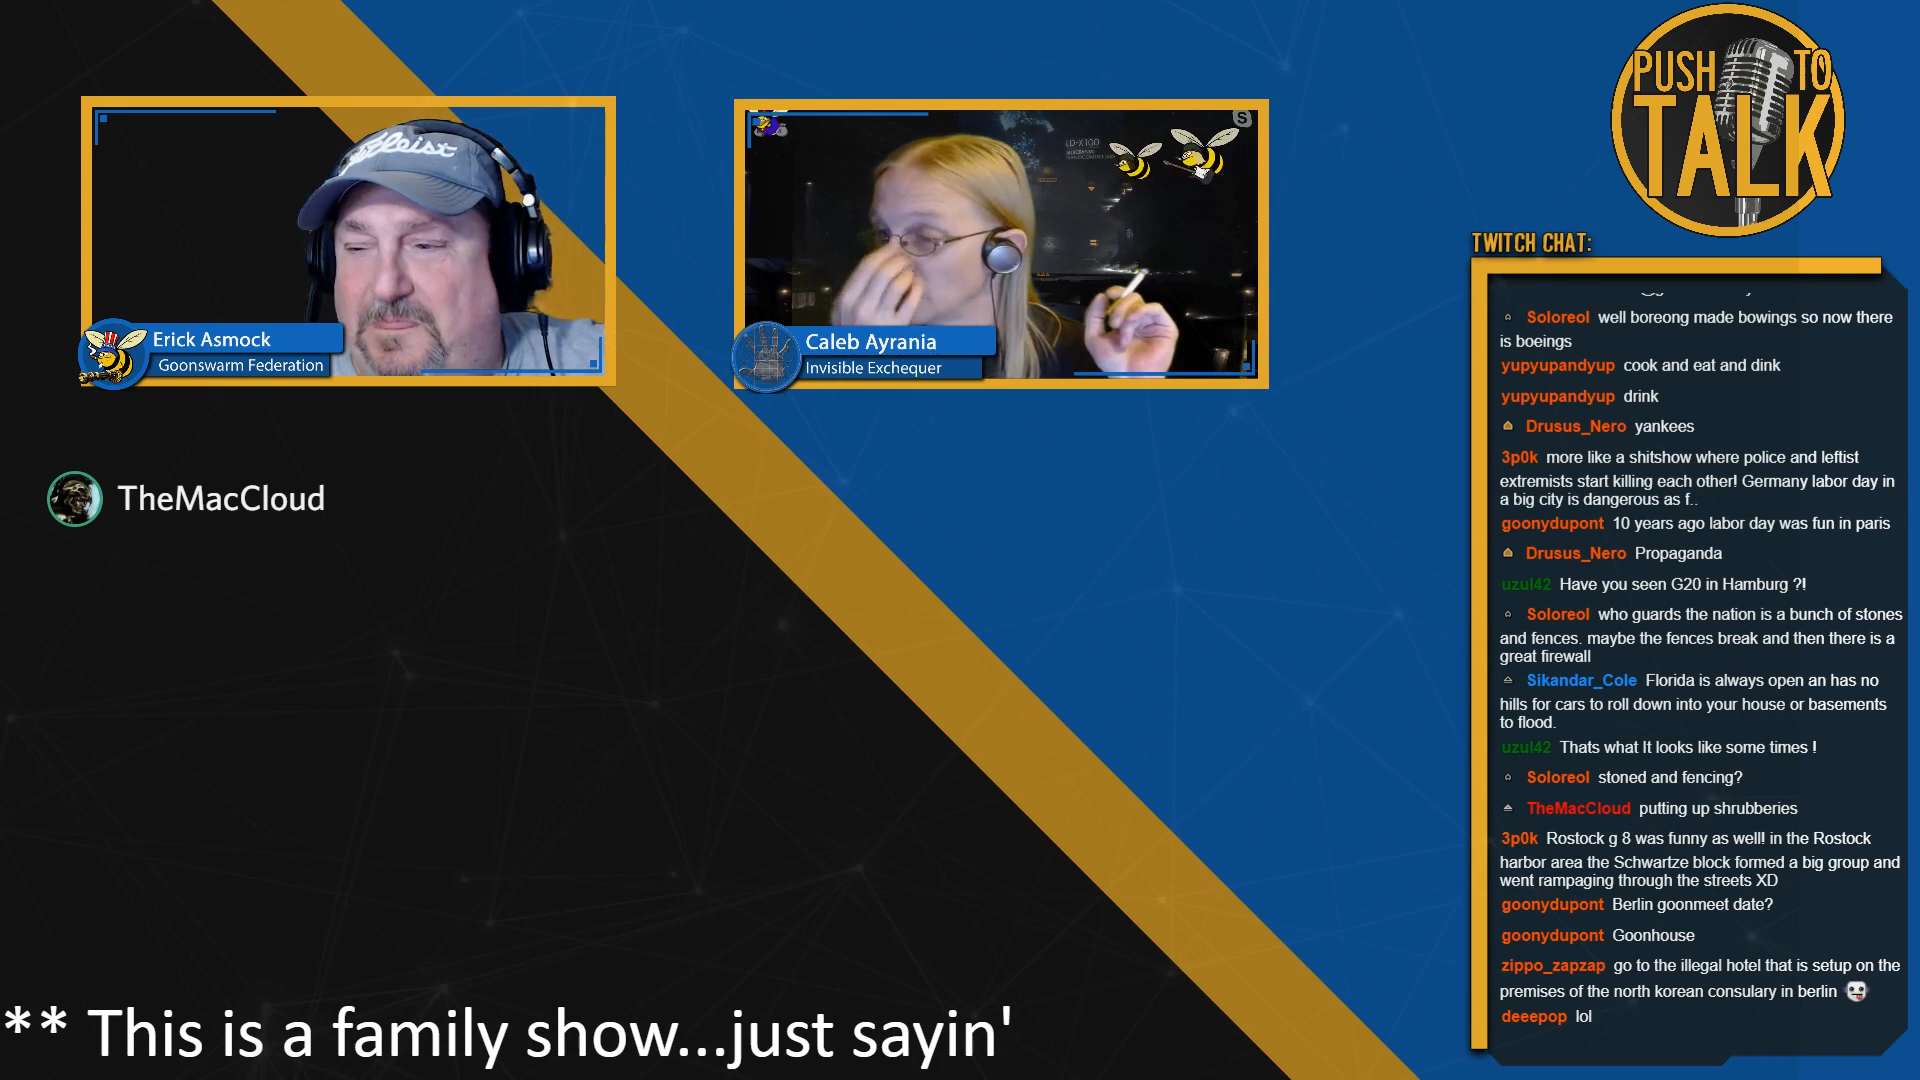 PUSH TO
TALK
TWITCH CHAT:
Titleist
LD-X100
S
Erick Asmock
Goonswarm Federation
Caleb Ayrania
Invisible Exchequer
TheMacCloud
Soloreol well boreong made bowings so now there
is boeings
yupyupandyup cook and eat and dink
yupyupandyup drink
Drusus_Nero yankees
3p0k more like a shitshow where police and leftist
extremists start killing each other! Germany labor day in
a big city is dangerous as f..
goonydupont 10 years ago labor day was fun in paris
Drusus_Nero Propaganda
uzul42 Have you seen G20 in Hamburg ?!
Soloreol who guards the nation is a bunch of stones
and fences. maybe the fences break and then there is a
great firewall
Sikandar_Cole Florida is always open an has no
hills for cars to roll down into your house or basements
to flood.
uzul42 Thats what It looks like some times !
Soloreol stoned and fencing?
TheMacCloud putting up shrubberies
3p0k Rostock g 8 was funny as well! in the Rostock
harbor area the Schwartze block formed a big group and
went rampaging through the streets XD
goonydupont Berlin goonmeet date?
goonydupont Goonhouse
zippo_zapzap go to the illegal hotel that is setup on the
premises of the north korean consulary in berlin
deeepop lol
** This is a family show...just sayin'